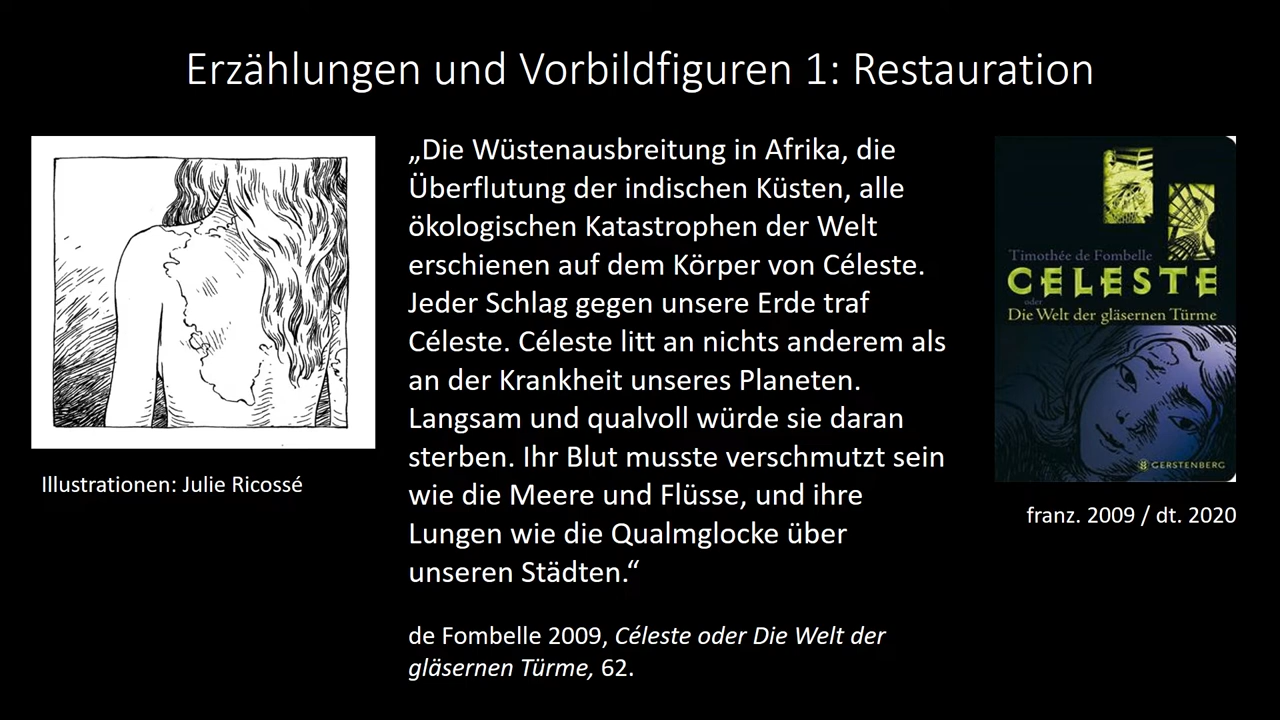 Erzählungen und Vorbildfiguren 1: Restauration
„Die Wüstenausbreitung in Afrika, die
Überflutung der indischen Küsten, alle
ökologischen Katastrophen der Welt
erschienen auf dem Körper von Céleste.
Jeder Schlag gegen unsere Erde traf
Céleste. Céleste litt an nichts anderem als
an der Krankheit unseres Planeten.
Langsam und qualvoll würde sie daran
sterben. Ihr Blut musste verschmutzt sein
wie die Meere und Flüsse, und ihre
Lungen wie die Qualmglocke über
unseren Städten.“
de Fombelle 2009, Céleste oder Die Welt der
gläsernen Türme, 62.
Illustrationen: Julie Ricossé
Timothée de Fombelle
CELESTE
oder
Die Welt der gläsernen Türme
GERSTENBERG
franz. 2009 / dt. 2020